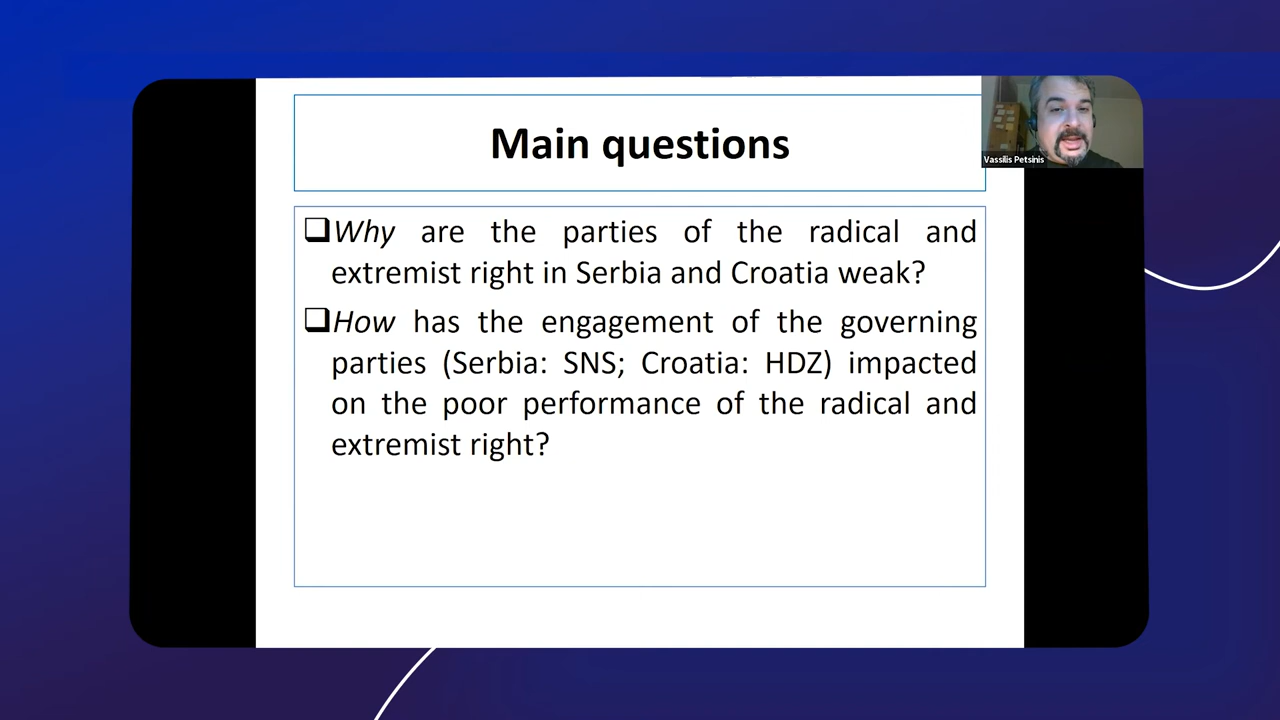 Main questions
Vassilis Petsinis
❑Why are the parties of the radical and
extremist right in Serbia and Croatia weak?
❑How has the engagement of the governing
parties (Serbia: SNS; Croatia: HDZ) impacted
on the poor performance of the radical and
extremist right?